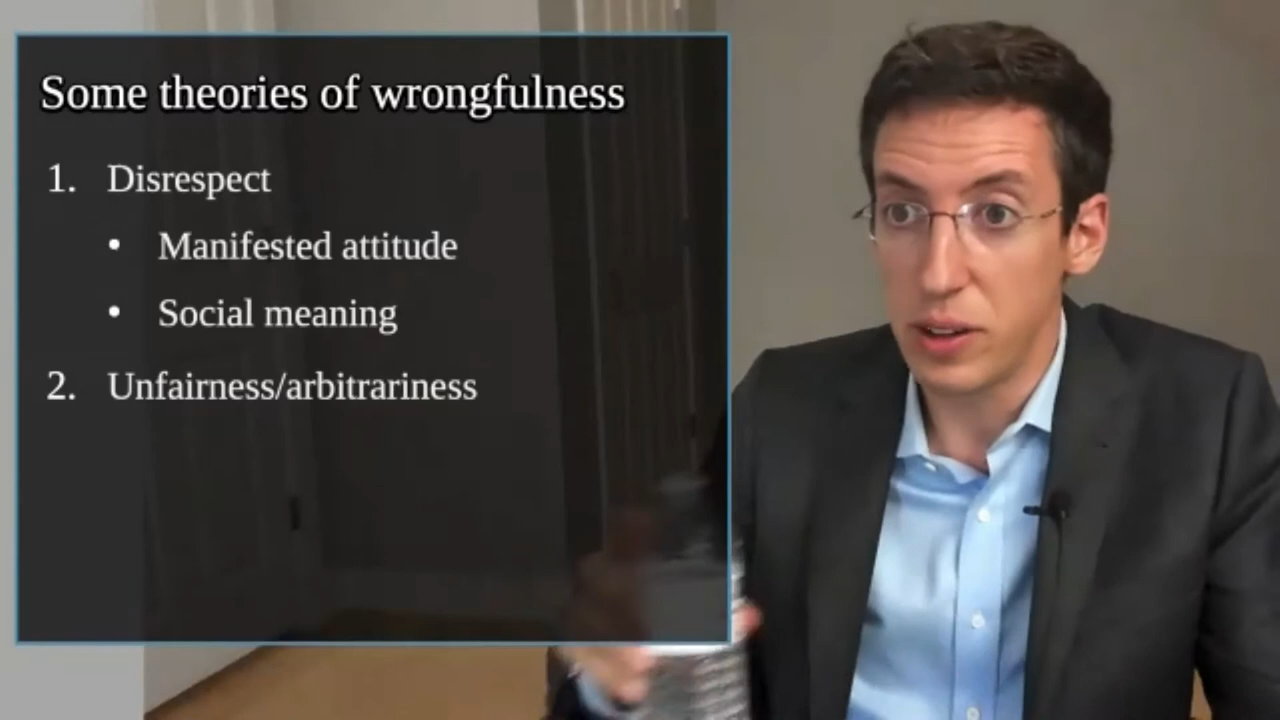 Some theories of wrongfulness
1. Disrespect
• Manifested attitude
• Social meaning
2. Unfairness/arbitrariness